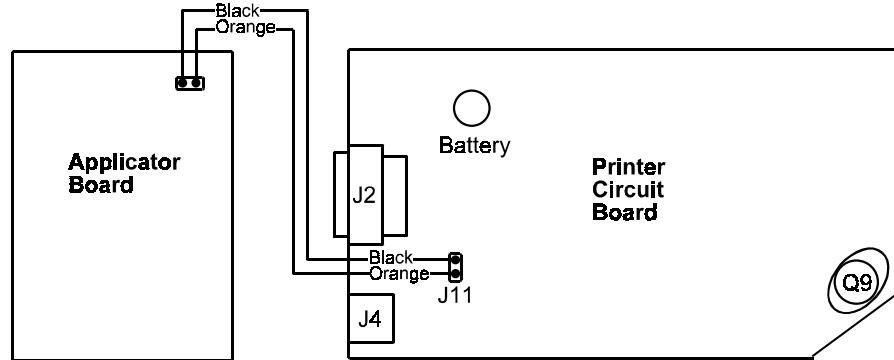 Black
Orange
Applicator
Board
Battery
Printer
Circuit
Board
J2
Black
Orange
J11
J4
Q9